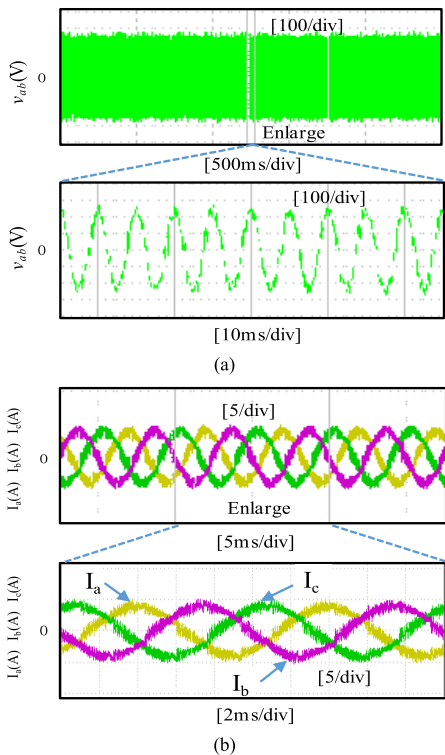 [100/div]
v_ab(V)
0
Enlarge
[500ms/div]
[100/div]
v_ab(V)
0
[10ms/div]
(a)
[5/div]
I_a(A) I_b(A) I_c(A)
0
Enlarge
[5ms/div]
I_a
I_c
I_a(A) I_b(A) I_c(A)
0
I_b
[5/div]
[2ms/div]
(b)